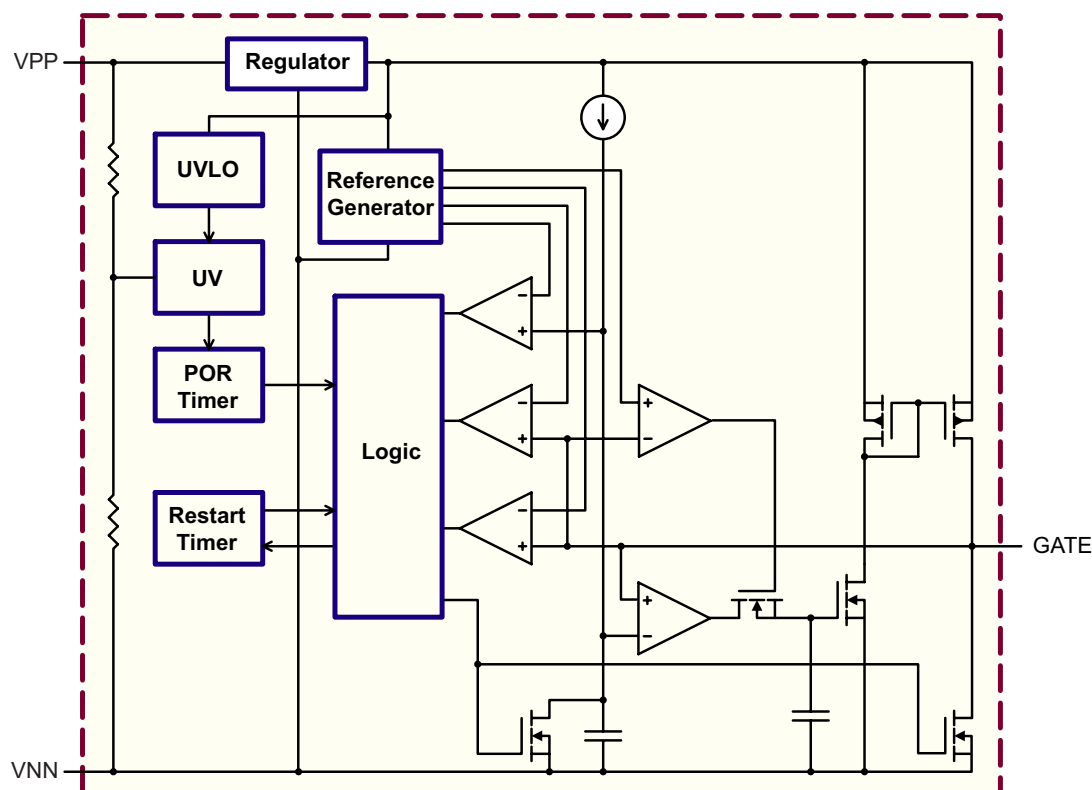 VPP
Regulator
UVLO
Reference
Generator
UV
-
+
POR
Timer
-
+
+
-
Logic
Restart
Timer
-
+
GATE
+
-
VNN